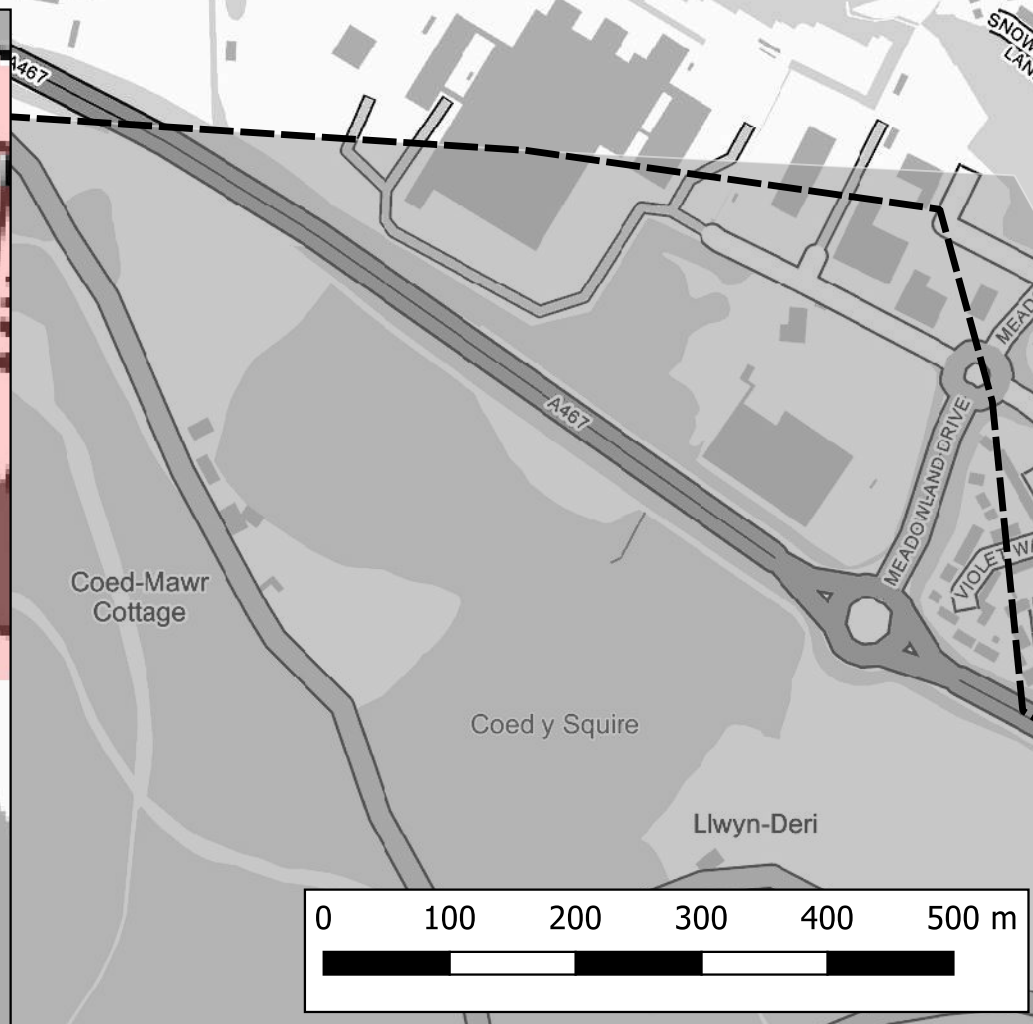 SNOW
LAN
A467
MEAD
A467
MEADOWLAND DRIVE
VIOLET WA
Coed-Mawr
Cottage
Coed y Squire
Llwyn-Deri
0 100 200 300 400 500 m